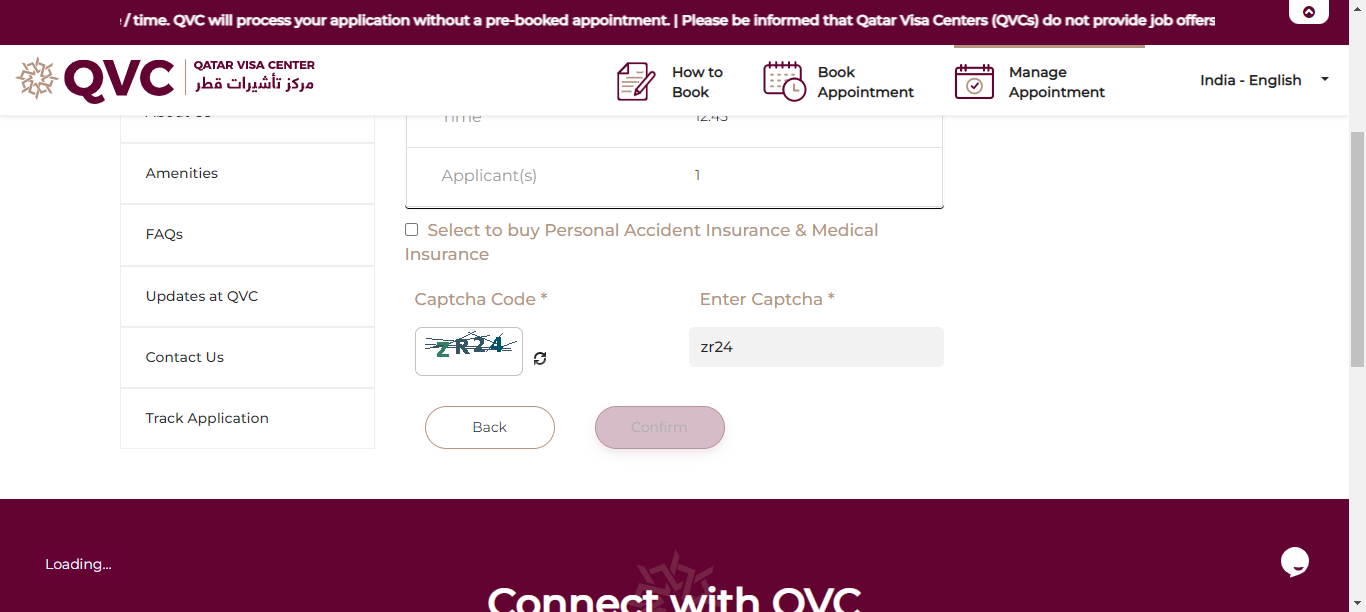 / time. QVC will process your application without a pre-booked appointment. | Please be informed that Qatar Visa Centers (QVCs) do not provide job offers
QVC
QATAR VISA CENTER
مركز تأشيرات قطر
How to
Book
Book
Appointment
Manage
Appointment
India - English
About Us
Amenities
FAQs
Updates at QVC
Contact Us
Track Application
Time 12:45
Applicant(s) 1
Select to buy Personal Accident Insurance & Medical
Insurance
Captcha Code *
Enter Captcha *
ZR24
zr24
Back
Confirm
Loading...
Connect with QVC